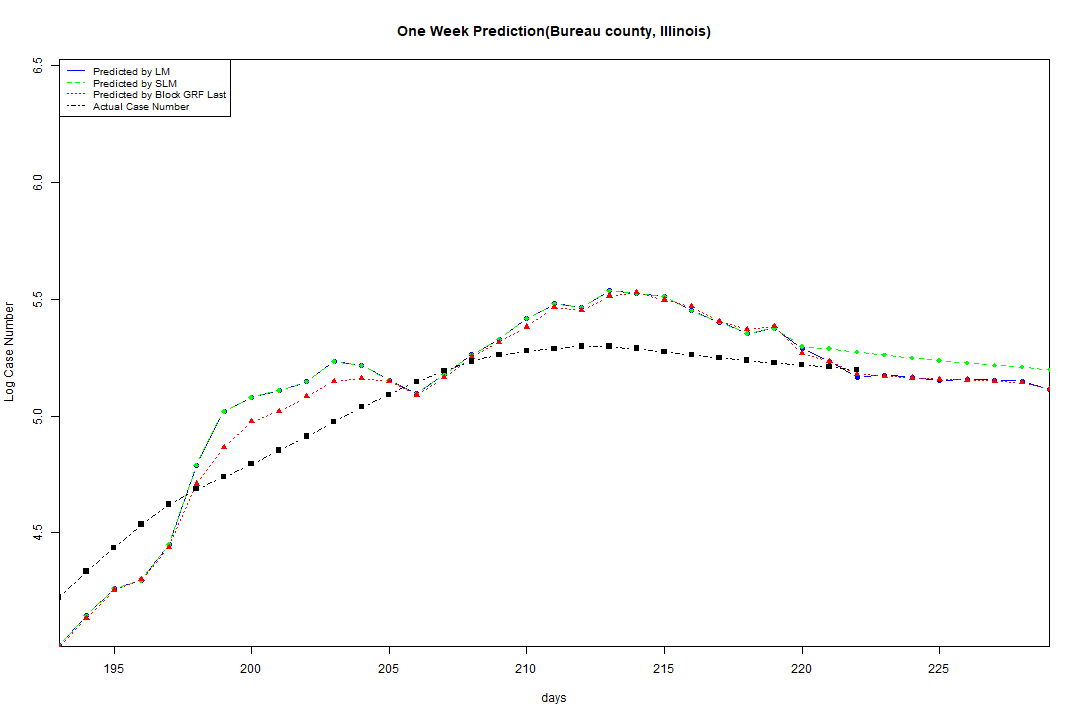 One Week Prediction(Bureau county, Illinois)
Predicted by LM
Predicted by SLM
Predicted by Block GRF Last
Actual Case Number
6.5
6.0
5.5
5.0
4.5
Log Case Number
195 200 205 210 215 220 225
days